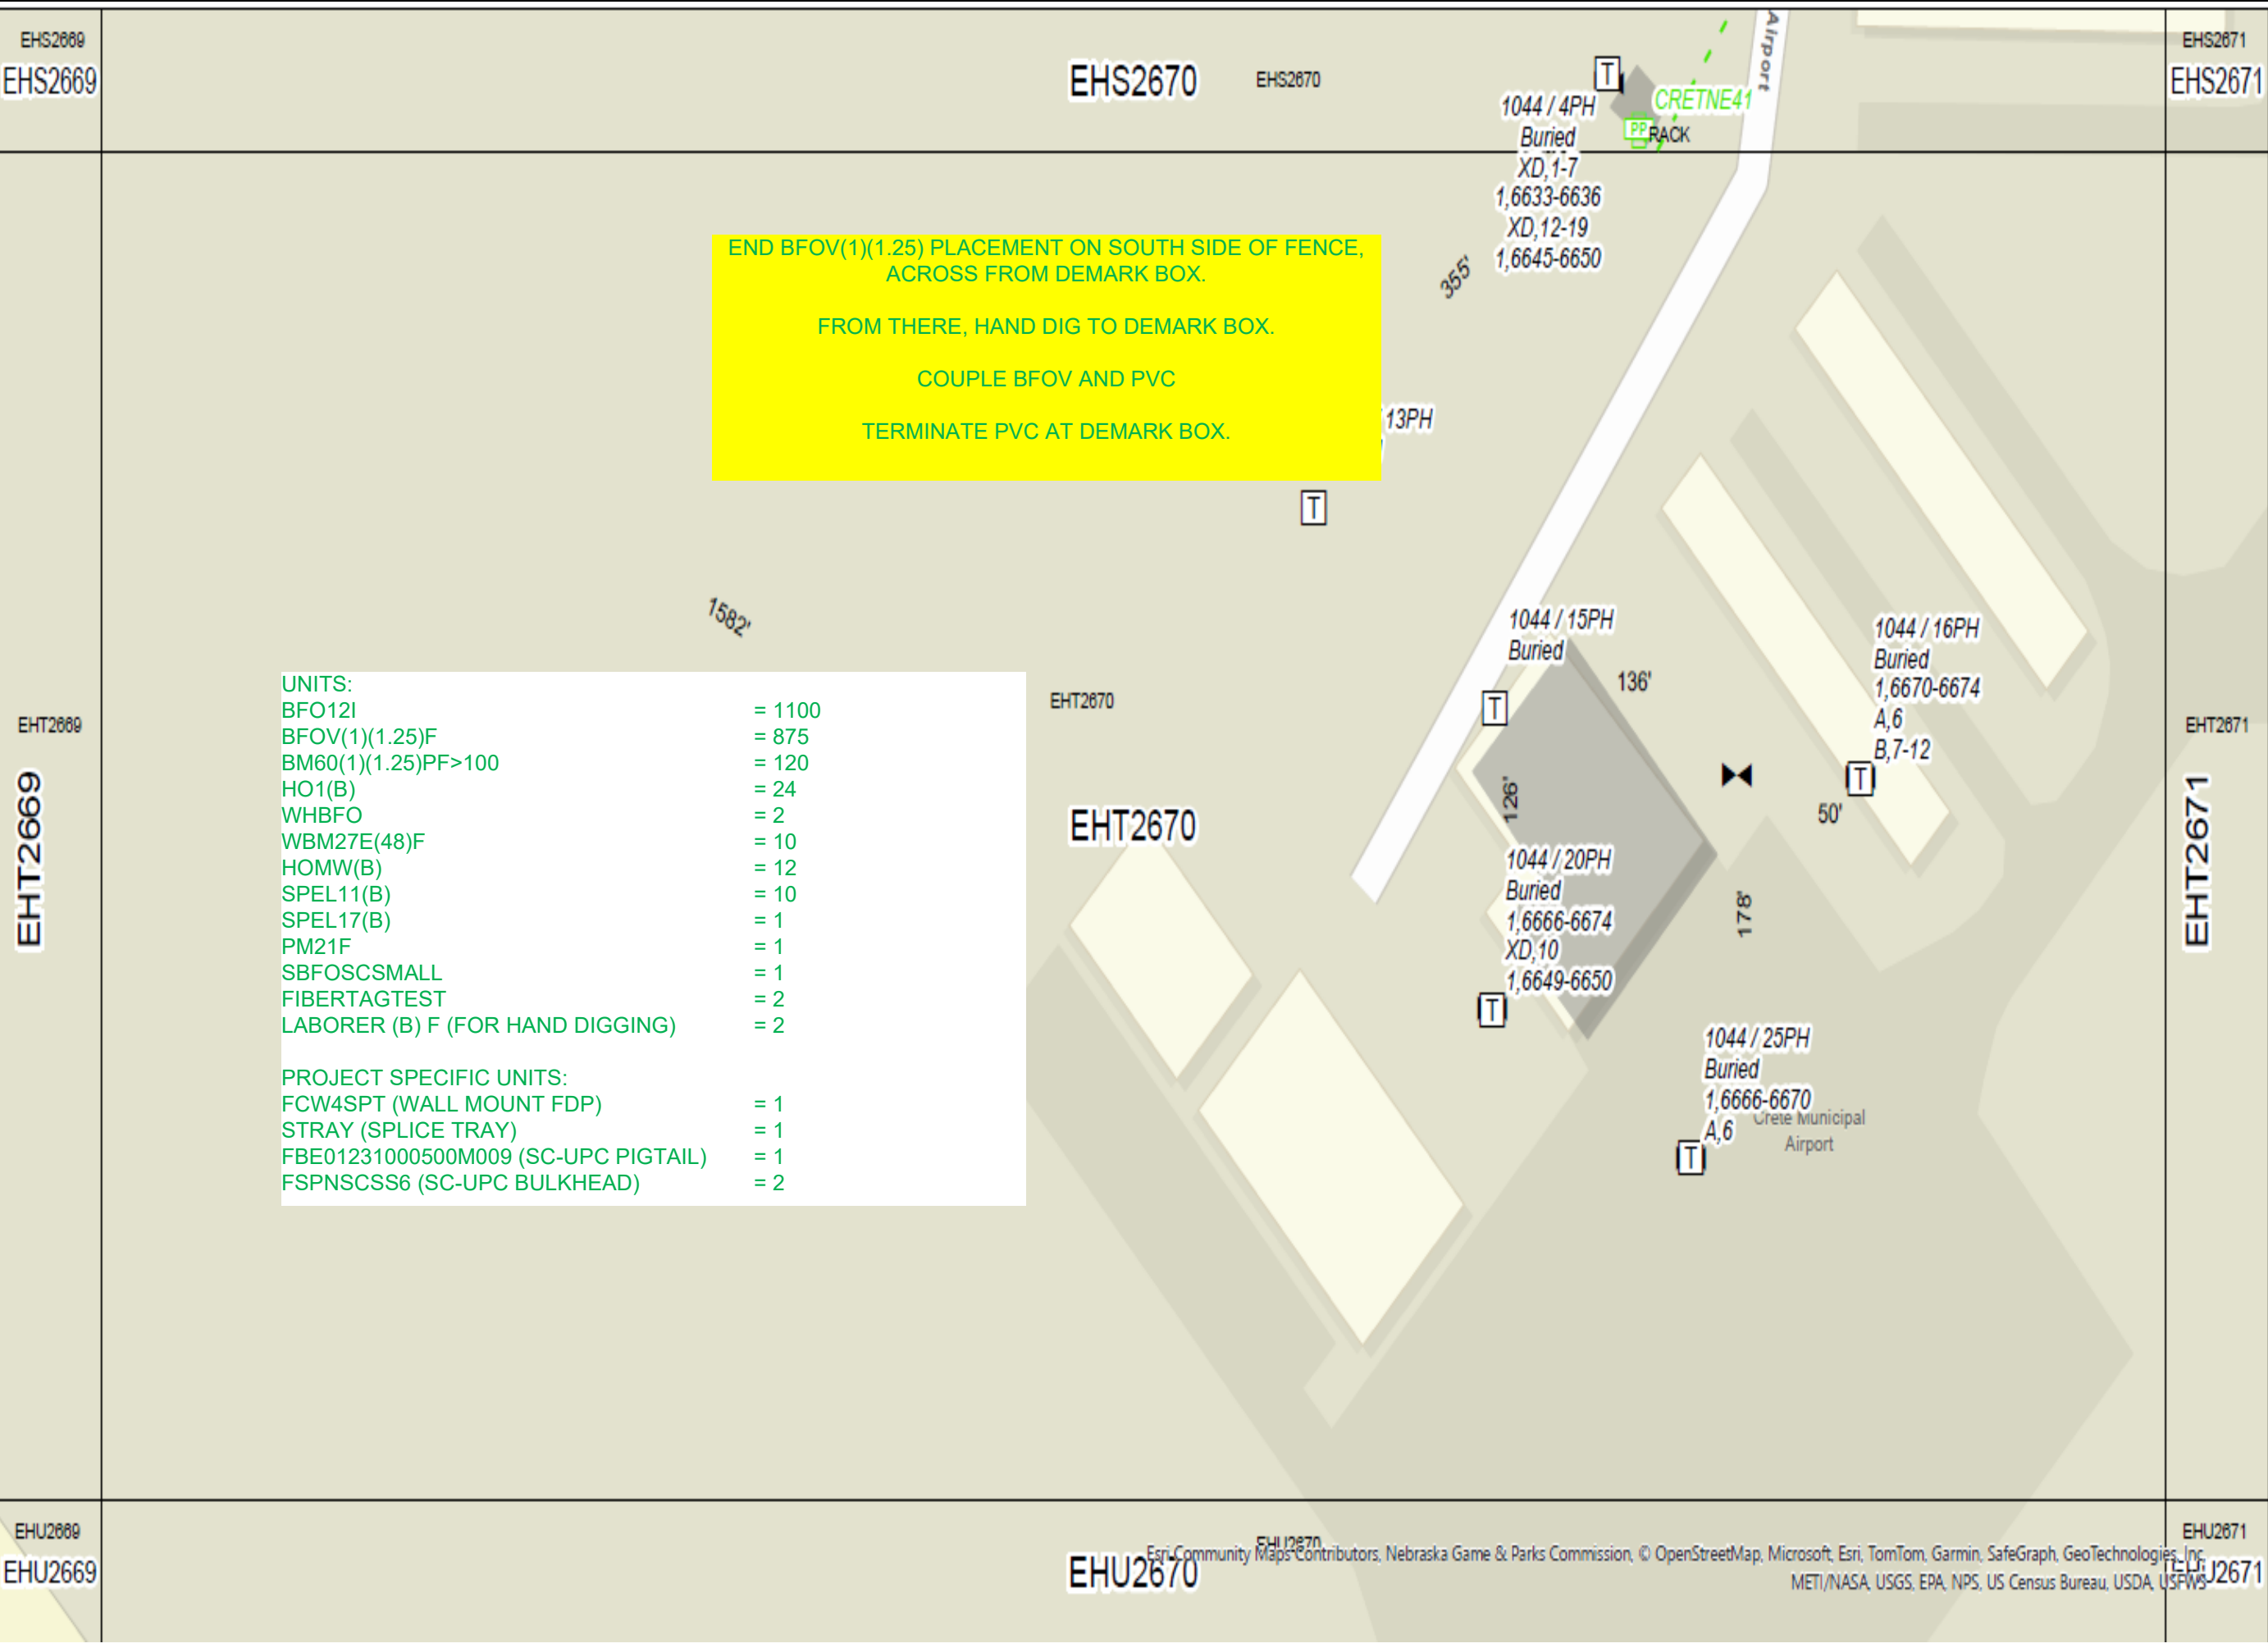 EHS2669
EHS2669
EHS2670
EHS2670
Airport
EHS2671
EHS2671
T
CRETNE41
PP
RACK
1044 / 4PH
Buried
XD,1-7
1,6633-6636
XD,12-19
1,6645-6650
355'
END BFOV(1)(1.25) PLACEMENT ON SOUTH SIDE OF FENCE,
ACROSS FROM DEMARK BOX.
FROM THERE, HAND DIG TO DEMARK BOX.
COUPLE BFOV AND PVC
TERMINATE PVC AT DEMARK BOX.
13PH
T
1582'
1044 / 15PH
Buried
T
136'
1044 / 16PH
Buried
1,6670-6674
A,6
B,7-12
T
50'
126'
178'
EHT2669
EHT2669
EHT2670
EHT2670
EHT2671
EHT2671
UNITS:
BFO12I = 1100
BFOV(1)(1.25)F = 875
BM60(1)(1.25)PF>100 = 120
HO1(B) = 24
WHBFO = 2
WBM27E(48)F = 10
HOMW(B) = 12
SPEL11(B) = 10
SPEL17(B) = 1
PM21F = 1
SBFOSCSMALL = 1
FIBERTAGTEST = 2
LABORER (B) F (FOR HAND DIGGING) = 2
PROJECT SPECIFIC UNITS:
FCW4SPT (WALL MOUNT FDP) = 1
STRAY (SPLICE TRAY) = 1
FBE01231000500M009 (SC-UPC PIGTAIL) = 1
FSPNSCSS6 (SC-UPC BULKHEAD) = 2
1044 / 20PH
Buried
1,6666-6674
XD,10
1,6649-6650
T
1044 / 25PH
Buried
1,6666-6670
A,6
T
Crete Municipal
Airport
EHU2669
EHU2669
EHU2670
EHU2670
EHU2671
EHU2671
Esri Community Maps Contributors, Nebraska Game & Parks Commission, © OpenStreetMap, Microsoft, Esri, TomTom, Garmin, SafeGraph, GeoTechnologies, Inc,
METI/NASA, USGS, EPA, NPS, US Census Bureau, USDA, USFWS